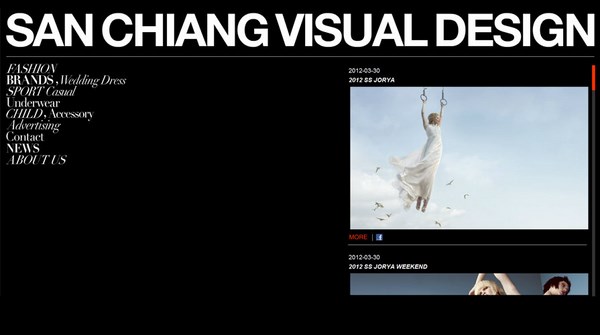 SAN CHIANG VISUAL DESIGN
FASHION
BRANDS , Wedding Dress
SPORT Casual
Underwear
CHILD , Accessory
Advertising
Contact
NEWS
ABOUT US
2012-03-30
2012 SS JORYA
MORE | f
2012-03-30
2012 SS JORYA WEEKEND